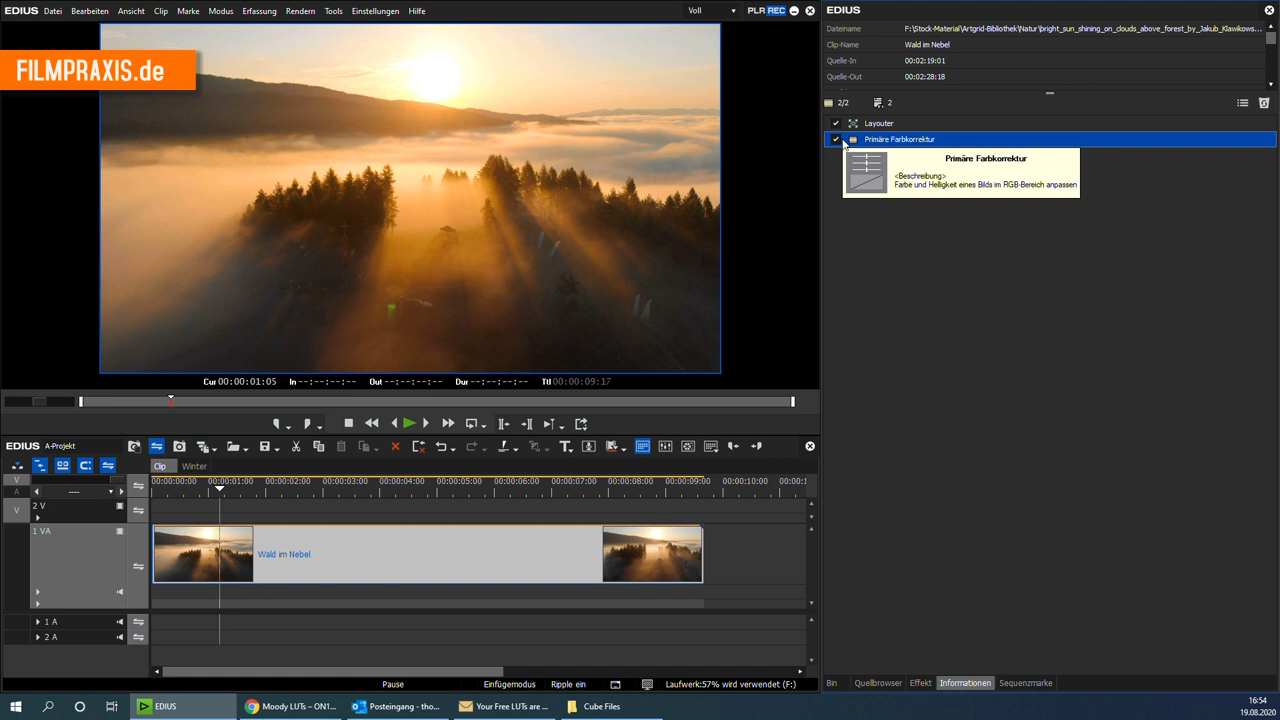 EDIUS Datei Bearbeiten Ansicht Clip Marke Modus Erfassung Rendern Tools Einstellungen Hilfe Voll PLR REC
FILMPRAXIS.de
Cur 00:00:01:05 In --:--:--:-- Out --:--:--:-- Dur --:--:--:-- Ttl 00:00:09:17
EDIUS A-Projekt
Clip Winter
00:00:00:00 00:00:01:00 00:00:02:00 00:00:03:00 00:00:04:00 00:00:05:00 00:00:06:00 00:00:07:00 00:00:08:00 00:00:09:00 00:00:10:00 00:00:1
V
A ----
V 2 V
1 VA
Wald im Nebel
1 A
2 A
Pause Einfügemodus Ripple ein Laufwerk:57% wird verwendet (F:)
EDIUS
Dateiname F:\Stock-Material\Artgrid-Bibliothek\Natur\bright_sun_shining_on_clouds_above_forest_by_Jakub_Klawikows...
Clip-Name Wald im Nebel
Quelle-In 00:02:19:01
Quelle-Out 00:02:28:18
2/2 2
Layouter
Primäre Farbkorrektur
Primäre Farbkorrektur
<Beschreibung>
Farbe und Helligkeit eines Bilds im RGB-Bereich anpassen
Bin Quellbrowser Effekt Informationen Sequenzmarke
EDIUS Moody LUTs – ON1... Posteingang - tho... Your Free LUTs are ... Cube Files
16:54
19.08.2020